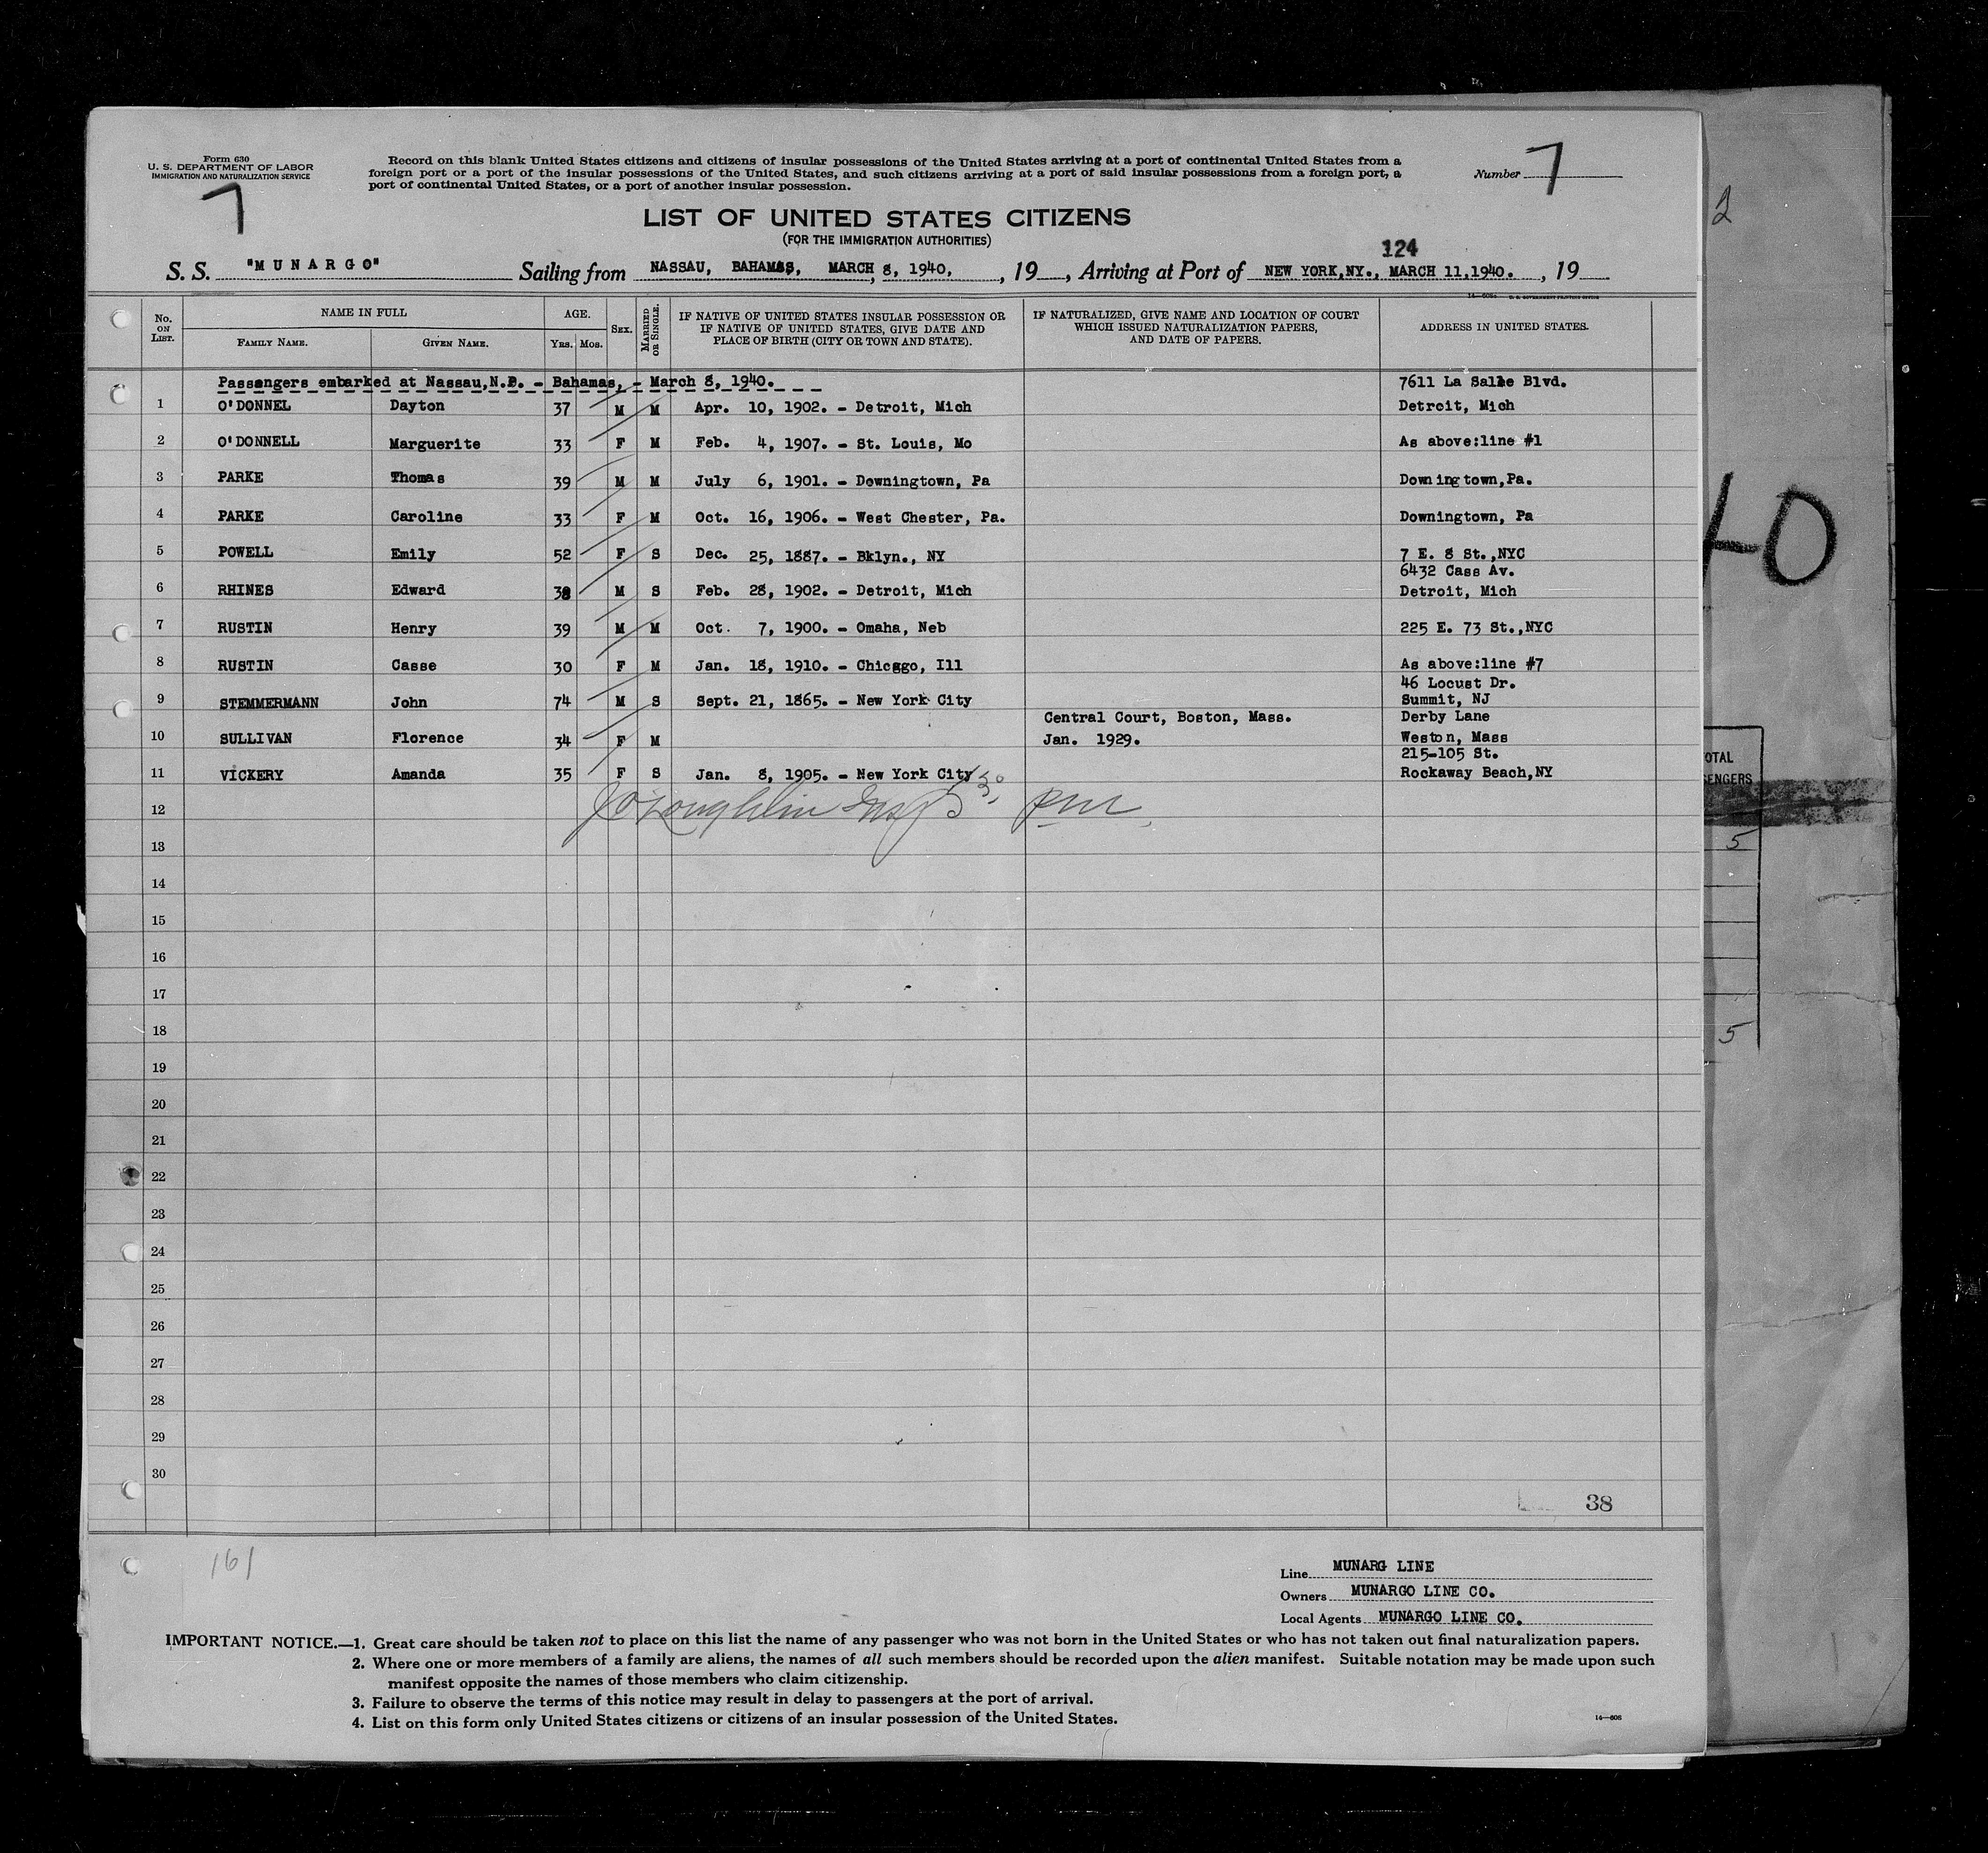 Form 630
U. S. DEPARTMENT OF LABOR
IMMIGRATION AND NATURALIZATION SERVICE
7
Record on this blank United States citizens and citizens of insular possessions of the United States arriving at a port of continental United States from a
foreign port or a port of the insular possessions of the United States, and such citizens arriving at a port of said insular possessions from a foreign port, a
port of continental United States, or a port of another insular possession.
Number 7
LIST OF UNITED STATES CITIZENS
(FOR THE IMMIGRATION AUTHORITIES)
124
S. S. "MUNARGO" Sailing from NASSAU, BAHAMAS, MARCH 8, 1940, , 19 , Arriving at Port of NEW YORK,NY., MARCH 11,1940. , 19
No. ON LIST. NAME IN FULL FAMILY NAME. GIVEN NAME. AGE. YRS. MOS. SEX. MARRIED OR SINGLE. IF NATIVE OF UNITED STATES INSULAR POSSESSION OR IF NATIVE OF UNITED STATES, GIVE DATE AND PLACE OF BIRTH (CITY OR TOWN AND STATE). IF NATURALIZED, GIVE NAME AND LOCATION OF COURT WHICH ISSUED NATURALIZATION PAPERS, AND DATE OF PAPERS. ADDRESS IN UNITED STATES.
Passengers embarked at Nassau,N.P. - Bahamas, - March 8, 1940. 7611 La Salle Blvd.
1 O'DONNEL Dayton 37 M M Apr. 10, 1902. - Detroit, Mich Detroit, Mich
2 O'DONNELL Marguerite 33 F M Feb. 4, 1907. - St. Louis, Mo As above:line #1
3 PARKE Thomas 39 M M July 6, 1901. - Downingtown, Pa Downingtown,Pa.
4 PARKE Caroline 33 F M Oct. 16, 1906. - West Chester, Pa. Downingtown, Pa
5 POWELL Emily 52 F S Dec. 25, 1887. - Bklyn., NY 7 E. 8 St.,NYC
6432 Cass Av.
6 RHINES Edward 38 M S Feb. 28, 1902. - Detroit, Mich Detroit, Mich
7 RUSTIN Henry 39 M M Oct. 7, 1900. - Omaha, Neb 225 E. 73 St.,NYC
8 RUSTIN Casse 30 F M Jan. 18, 1910. - Chicggo, Ill As above:line #7
46 Locust Dr.
9 STEMMERMANN John 74 M S Sept. 21, 1865. - New York City Summit, NJ
Central Court, Boston, Mass. Derby Lane
10 SULLIVAN Florence 34 F M Jan. 1929. Weston, Mass
215-105 St.
11 VICKERY Amanda 35 F S Jan. 8, 1905. - New York City Rockaway Beach,NY
12
13
14
15
16
17
18
19
20
21
22
23
24
25
26
27
28
29
30
38
161
Line MUNARG LINE
Owners MUNARGO LINE CO.
Local Agents MUNARGO LINE CO.
IMPORTANT NOTICE.—1. Great care should be taken not to place on this list the name of any passenger who was not born in the United States or who has not taken out final naturalization papers.
2. Where one or more members of a family are aliens, the names of all such members should be recorded upon the alien manifest. Suitable notation may be made upon such
manifest opposite the names of those members who claim citizenship.
3. Failure to observe the terms of this notice may result in delay to passengers at the port of arrival.
4. List on this form only United States citizens or citizens of an insular possession of the United States.
14—608
2
40
5
5